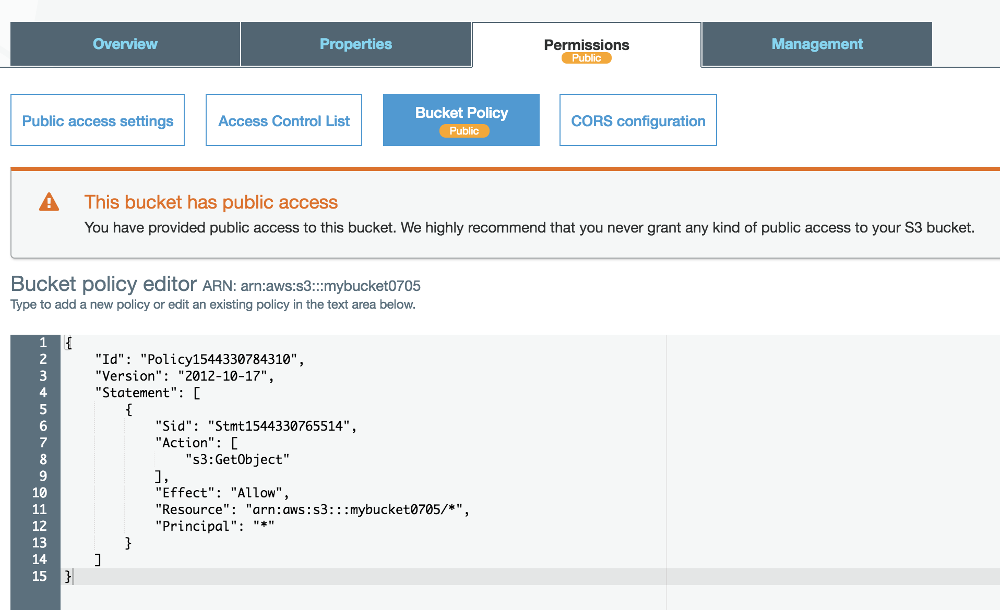 Overview Properties Permissions Management
Public
Public access settings Access Control List Bucket Policy CORS configuration
Public
This bucket has public access
You have provided public access to this bucket. We highly recommend that you never grant any kind of public access to your S3 bucket.
Bucket policy editor ARN: arn:aws:s3:::mybucket0705
Type to add a new policy or edit an existing policy in the text area below.
1 {
2     "Id": "Policy1544330784310",
3     "Version": "2012-10-17",
4     "Statement": [
5         {
6             "Sid": "Stmt1544330765514",
7             "Action": [
8                 "s3:GetObject"
9             ],
10             "Effect": "Allow",
11             "Resource": "arn:aws:s3:::mybucket0705/*",
12             "Principal": "*"
13         }
14     ]
15 }